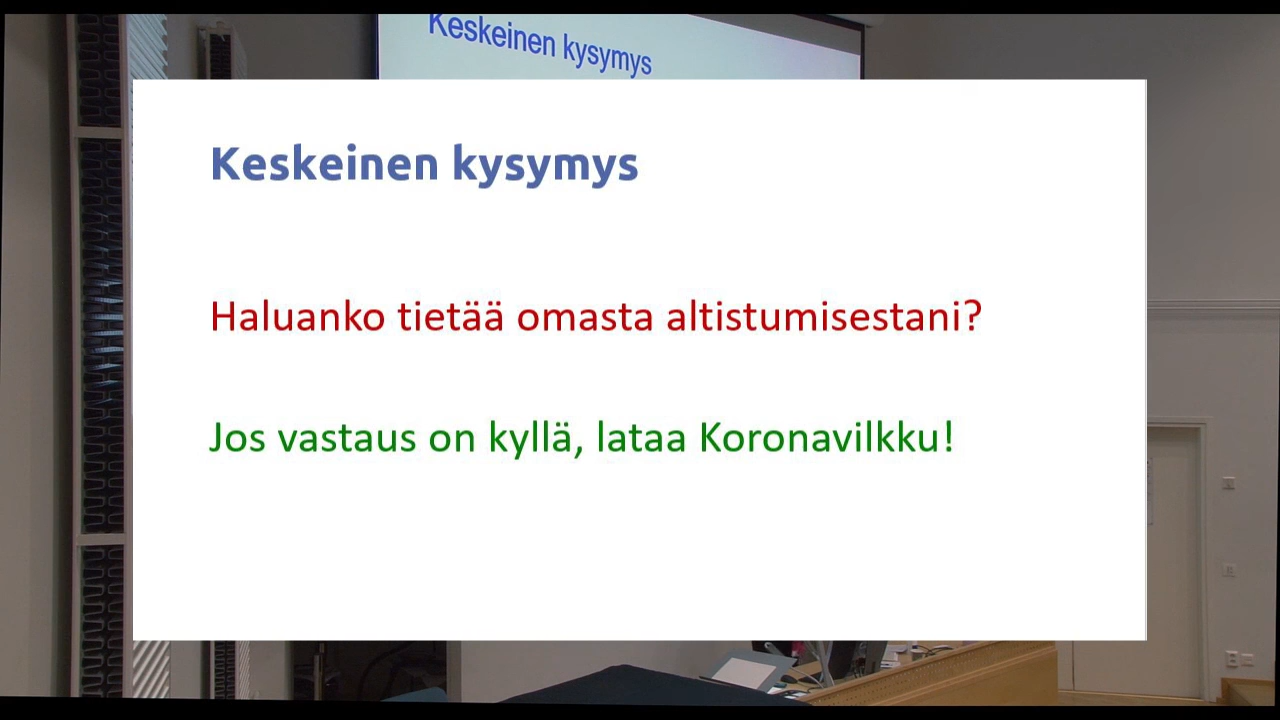 Keskeinen kysymys
Keskeinen kysymys
Haluanko tietää omasta altistumisestani?
Jos vastaus on kyllä, lataa Koronavilkku!